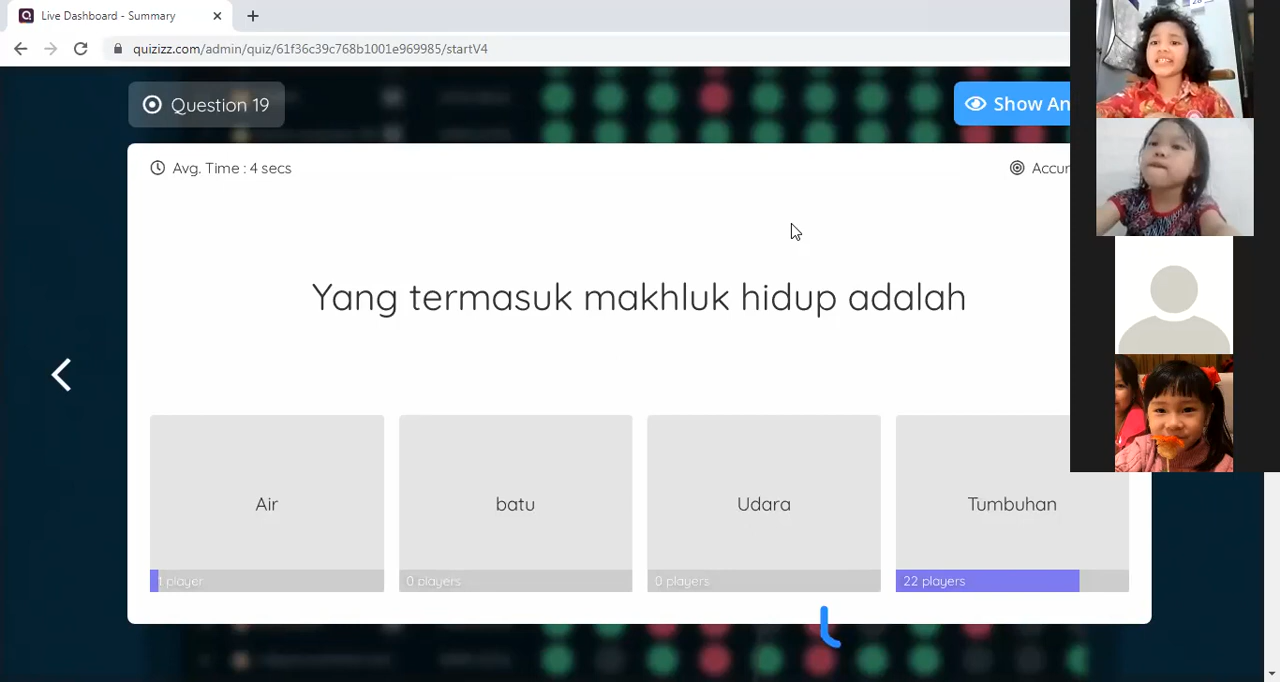 Live Dashboard - Summary
quizizz.com/admin/quiz/61f36c39c768b1001e969985/startV4
Question 19
Show An
Avg. Time : 4 secs
Accur
Yang termasuk makhluk hidup adalah
Air
batu
Udara
Tumbuhan
1 player
0 players
0 players
22 players